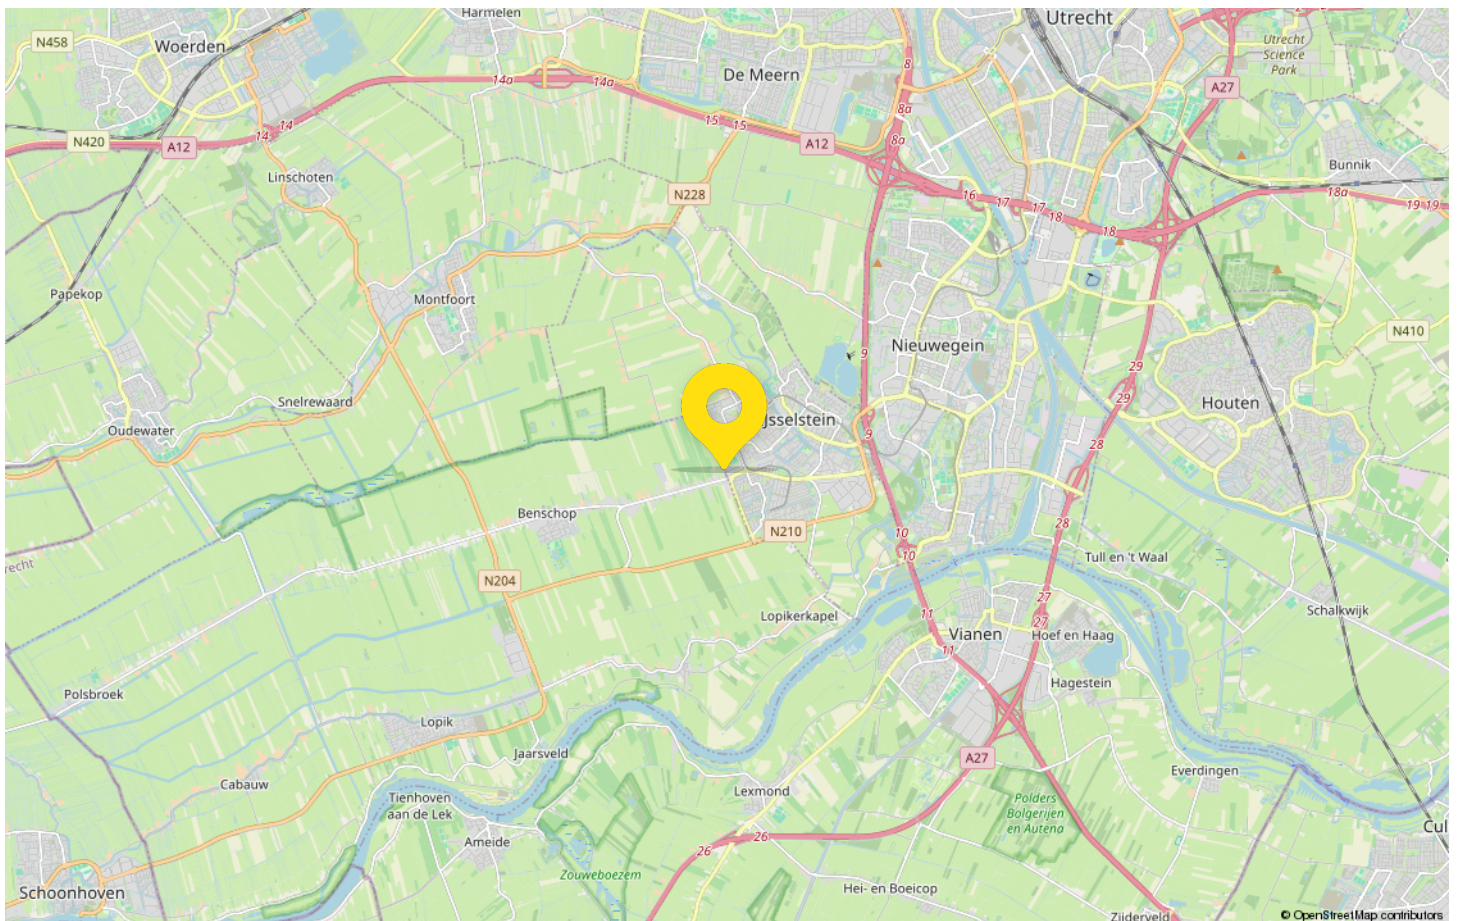 Harmelen
Utrecht
N458
Woerden
8
Utrecht
Science
Park
De Meern
14a
14a
A27
8a
15
15
14
14
N420
A12
A12
8a
Bunnik
Linschoten
N228
16
17
17
18
18a
19
19
18
Papekop
Montfoort
N410
Nieuwegein
9
29
29
Snelrewaard
Houten
Oudewater
Jsselstein
9
28
Benschop
28
N210
10
10
Tull en 't Waal
recht
N204
27
Schalkwijk
Lopikerkapel
11
27
Vianen
Hoef en Haag
11
Hagestein
Polsbroek
Lopik
Jaarsveld
A27
Everdingen
Cabauw
Lexmond
Tienhoven
aan de Lek
Polders
Bolgerijen
en Autena
Cul
Ameide
26
26
Zouweboezem
Schoonhoven
Hei- en Boeicop
Zijderveld
© OpenStreetMap contributors